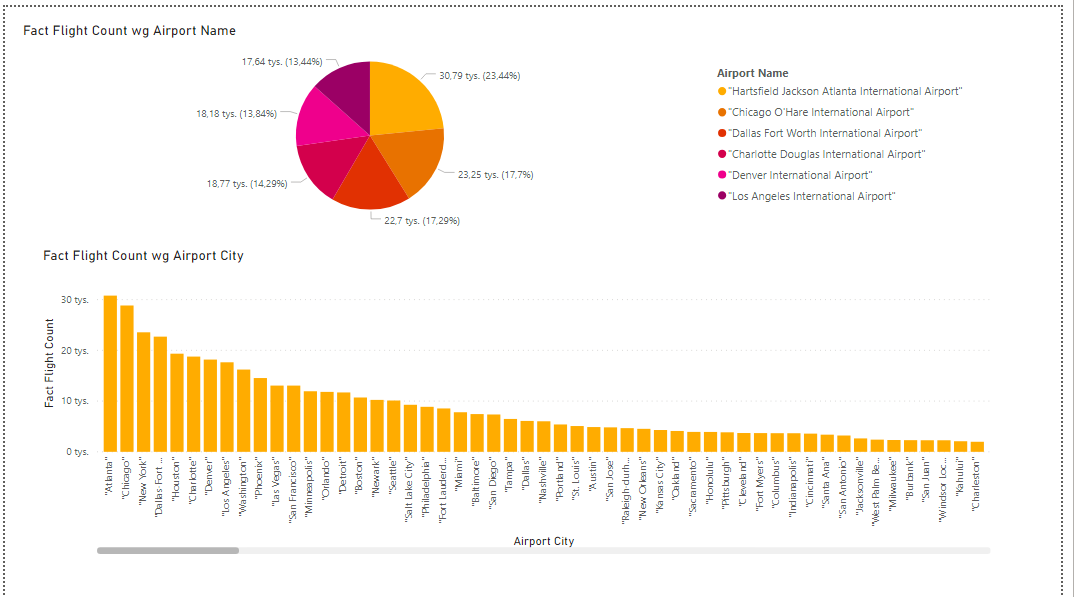 Fact Flight Count wg Airport Name
17,64 tys. (13,44%)
30,79 tys. (23,44%)
18,18 tys. (13,84%)
23,25 tys. (17,7%)
18,77 tys. (14,29%)
22,7 tys. (17,29%)
Airport Name
"Hartsfield Jackson Atlanta International Airport"
"Chicago O'Hare International Airport"
"Dallas Fort Worth International Airport"
"Charlotte Douglas International Airport"
"Denver International Airport"
"Los Angeles International Airport"
Fact Flight Count wg Airport City
Fact Flight Count
30 tys.
20 tys.
10 tys.
0 tys.
"Atlanta"
"Chicago"
"New York"
"Dallas-Fort ...
"Houston"
"Charlotte"
"Denver"
"Los Angeles"
"Washington"
"Phoenix"
"Las Vegas"
"San Francisco"
"Minneapolis"
"Orlando"
"Detroit"
"Boston"
"Newark"
"Seattle"
"Salt Lake City"
"Philadelphia"
"Fort Lauderd...
"Miami"
"Baltimore"
"San Diego"
"Tampa"
"Dallas"
"Nashville"
"Portland"
"St. Louis"
"Austin"
"San Jose"
"Raleigh durh...
"New Orleans"
"Kansas City"
"Oakland"
"Sacramento"
"Honolulu"
"Pittsburgh"
"Cleveland"
"Fort Myers"
"Columbus"
"Indianapolis"
"Cincinnati"
"Santa Ana"
"San Antonio"
"Jacksonville"
"West Palm Be...
"Milwaukee"
"Burbank"
"San Juan"
"Windsor Loc...
"Kahului"
"Charleston"
Airport City